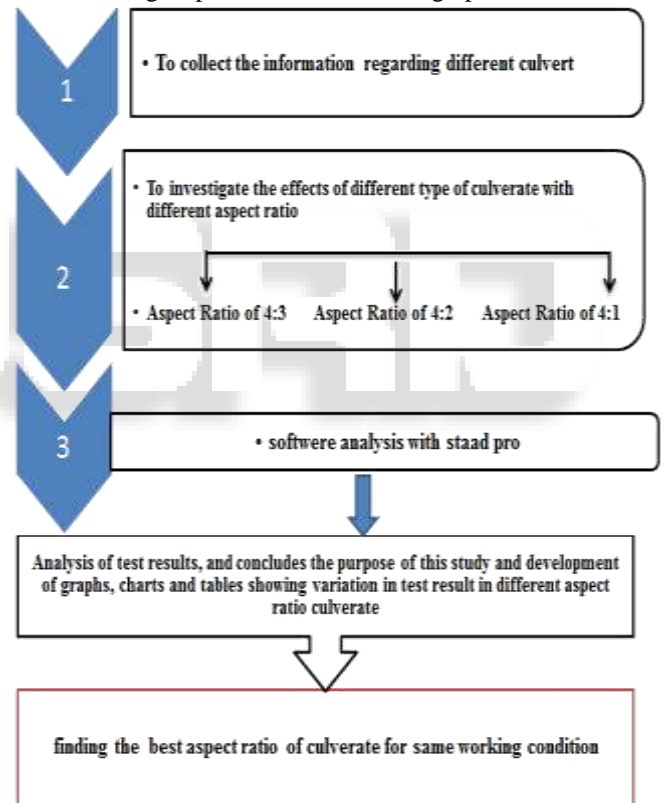 1
• To collect the information regarding different culvert
2
• To investigate the effects of different type of culverate with
different aspect ratio
• Aspect Ratio of 4:3 Aspect Ratio of 4:2 Aspect Ratio of 4:1
3
• softwere analysis with staad pro
Analysis of test results, and concludes the purpose of this study and development
of graphs, charts and tables showing variation in test result in different aspect
ratio culverate
finding the best aspect ratio of culverate for same working condition